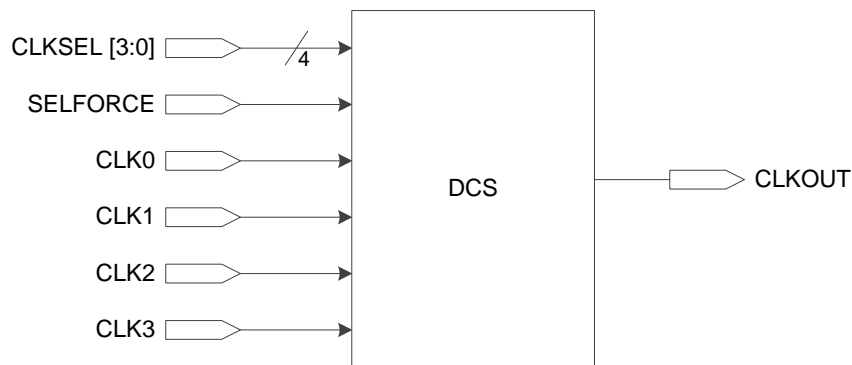 CLKSEL [3:0]
4
SELFORCE
CLK0
CLK1
CLK2
CLK3
DCS
CLKOUT